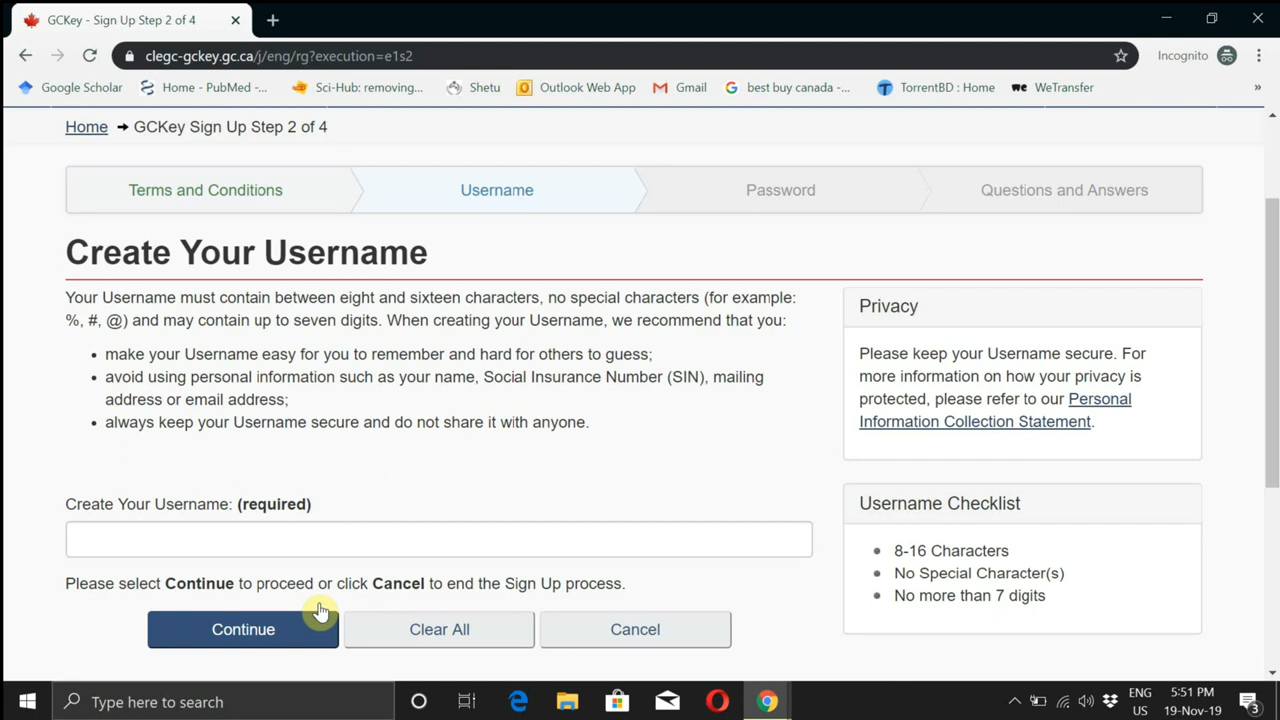 GCKey - Sign Up Step 2 of 4
clegc-gckey.gc.ca/j/eng/rg?execution=e1s2
Incognito
Google Scholar
Home - PubMed -...
Sci-Hub: removing...
Shetu
Outlook Web App
Gmail
best buy canada -...
TorrentBD : Home
WeTransfer
»
Home → GCKey Sign Up Step 2 of 4
Terms and Conditions
Username
Password
Questions and Answers
Create Your Username
Your Username must contain between eight and sixteen characters, no special characters (for example:
%, #, @) and may contain up to seven digits. When creating your Username, we recommend that you:
• make your Username easy for you to remember and hard for others to guess;
• avoid using personal information such as your name, Social Insurance Number (SIN), mailing
address or email address;
• always keep your Username secure and do not share it with anyone.
Create Your Username: (required)
Please select Continue to proceed or click Cancel to end the Sign Up process.
Continue
Clear All
Cancel
Privacy
Please keep your Username secure. For
more information on how your privacy is
protected, please refer to our Personal
Information Collection Statement.
Username Checklist
• 8-16 Characters
• No Special Character(s)
• No more than 7 digits
Type here to search
ENG
US
5:51 PM
19-Nov-19
3